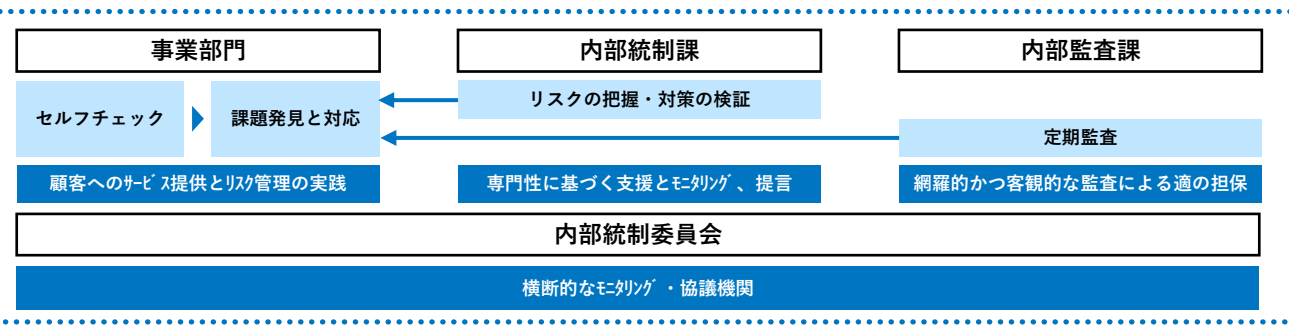 事業部門
内部統制課
内部監査課
セルフチェック
課題発見と対応
リスクの把握・対策の検証
定期監査
顧客へのｻｰﾋﾞｽ提供とﾘｽｸ管理の実践
専門性に基づく支援とﾓﾆﾀﾘﾝｸﾞ、提言
網羅的かつ客観的な監査による適の担保
内部統制委員会
横断的なﾓﾆﾀﾘﾝｸﾞ・協議機関